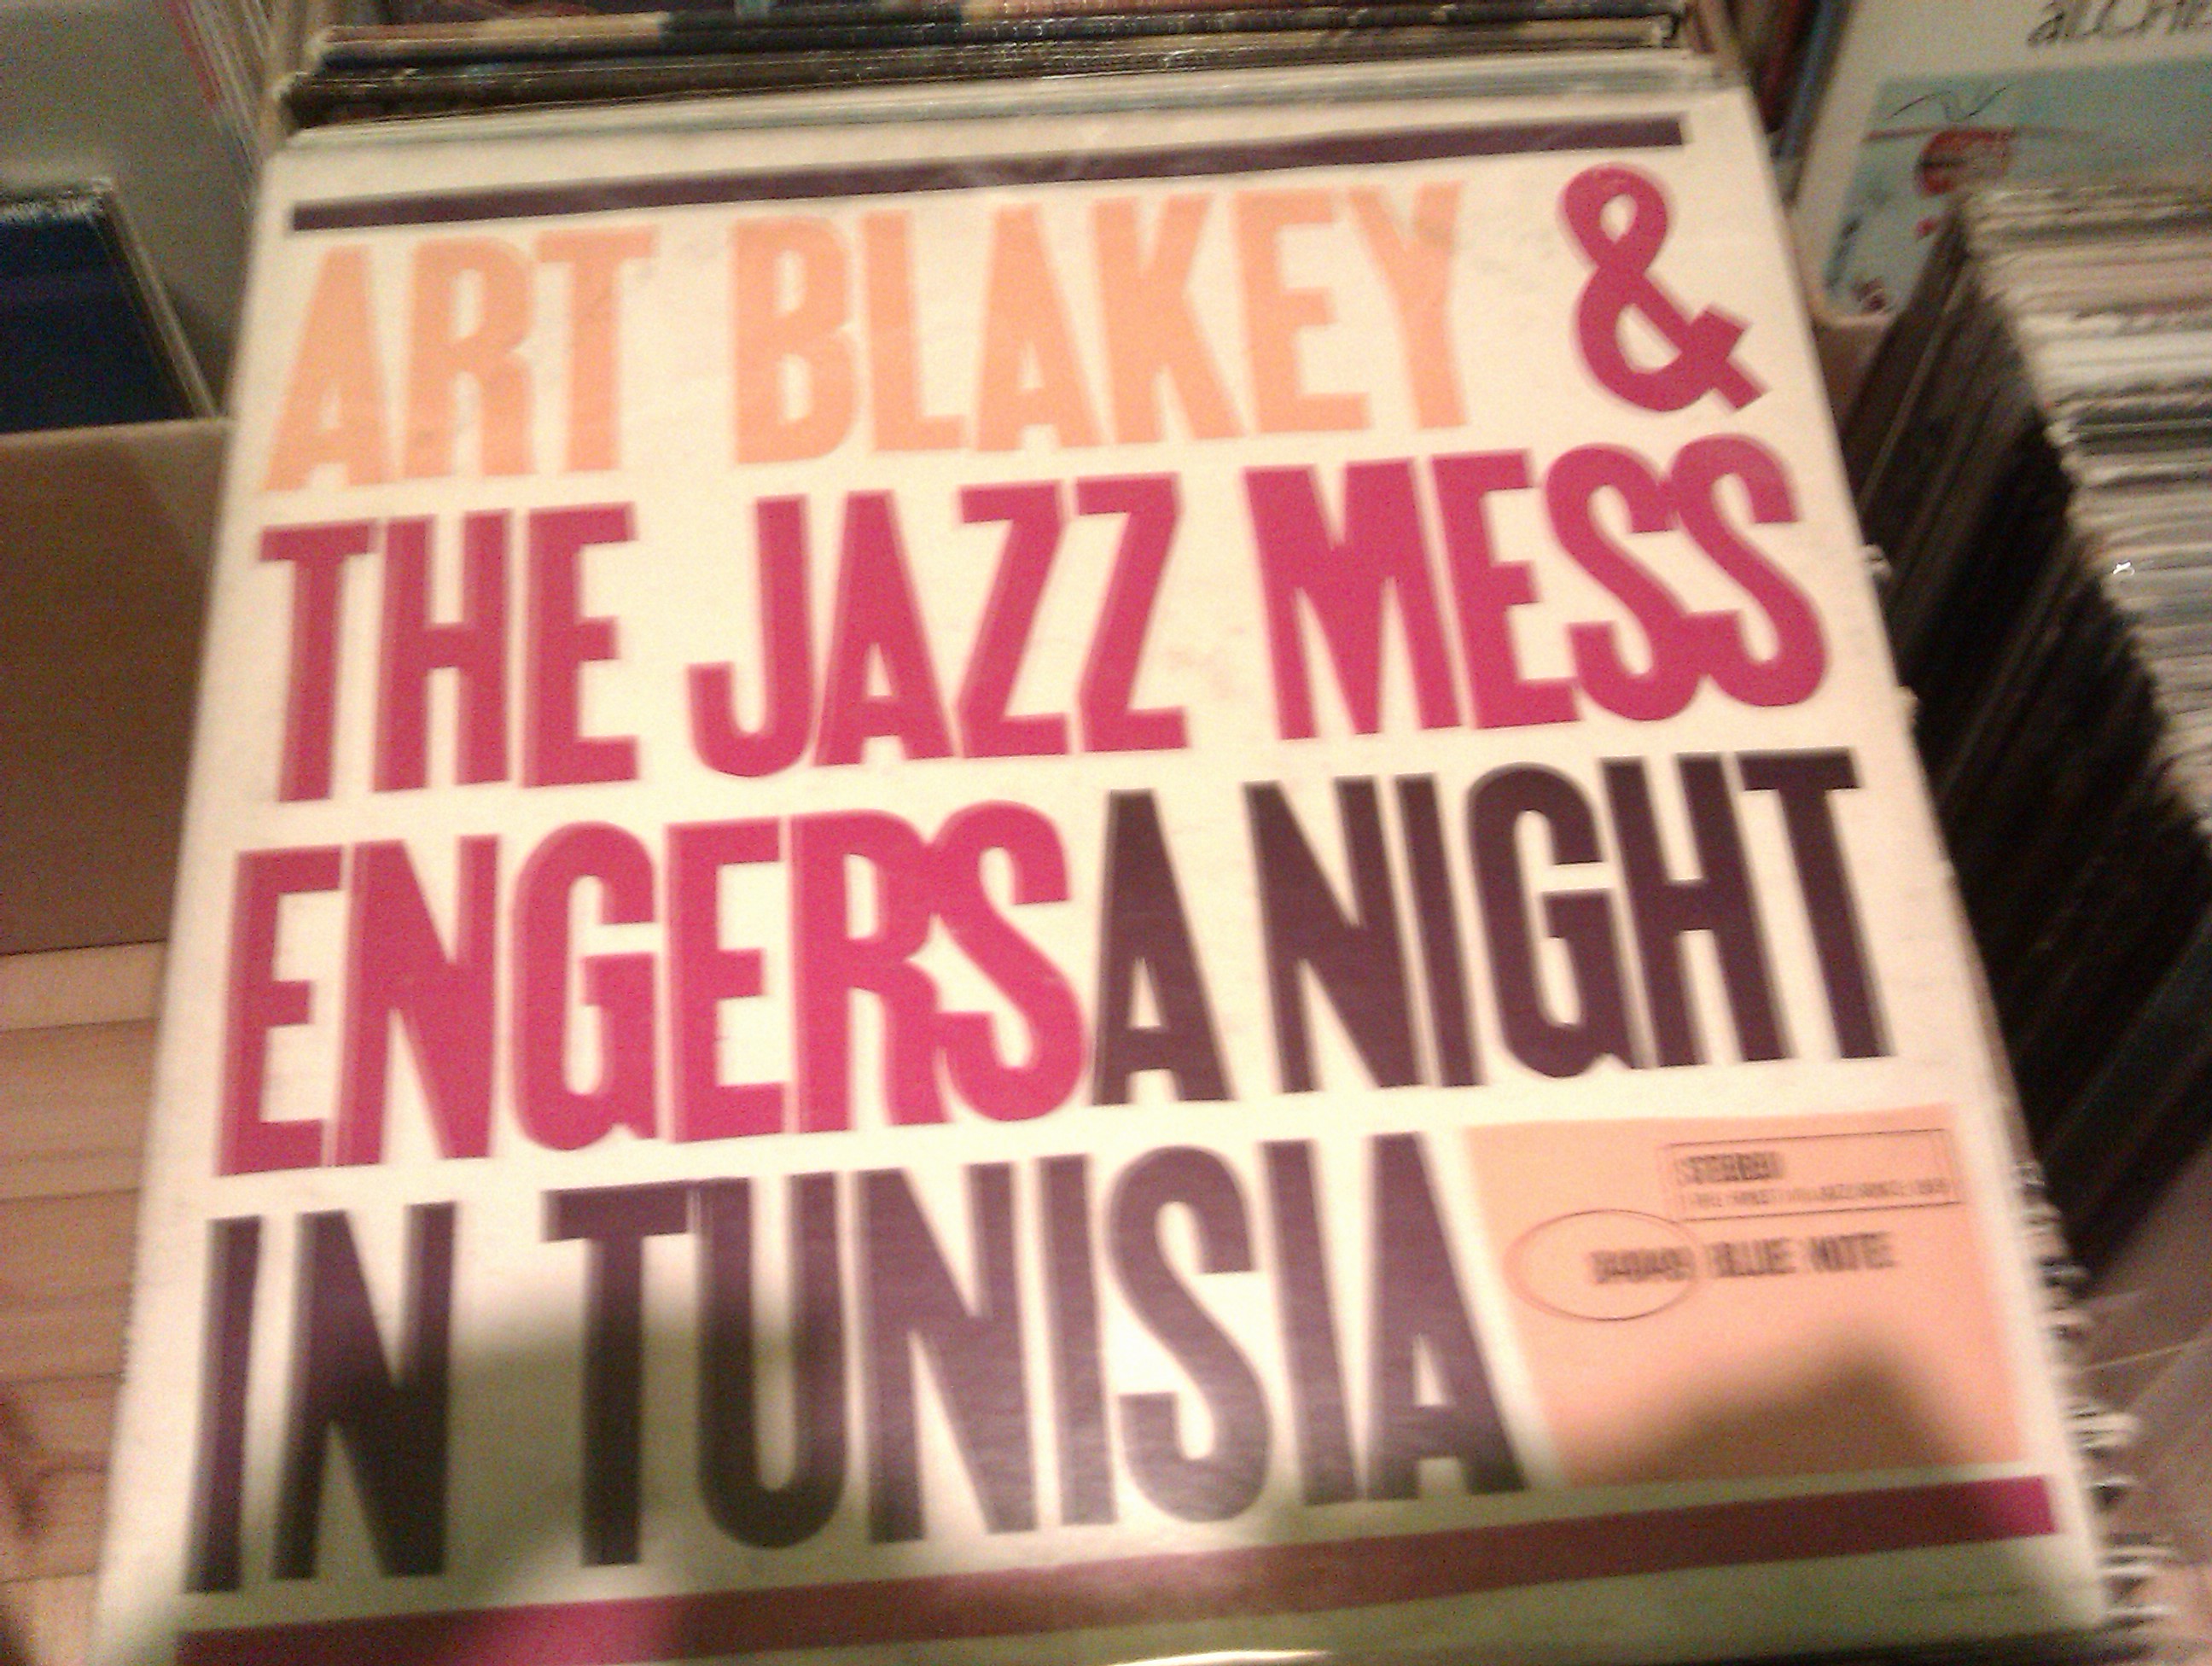 ART BLAKEY &
THE JAZZ MESS
ENGERS A NIGHT
IN TUNISIA
STEREO
BLUE NOTE